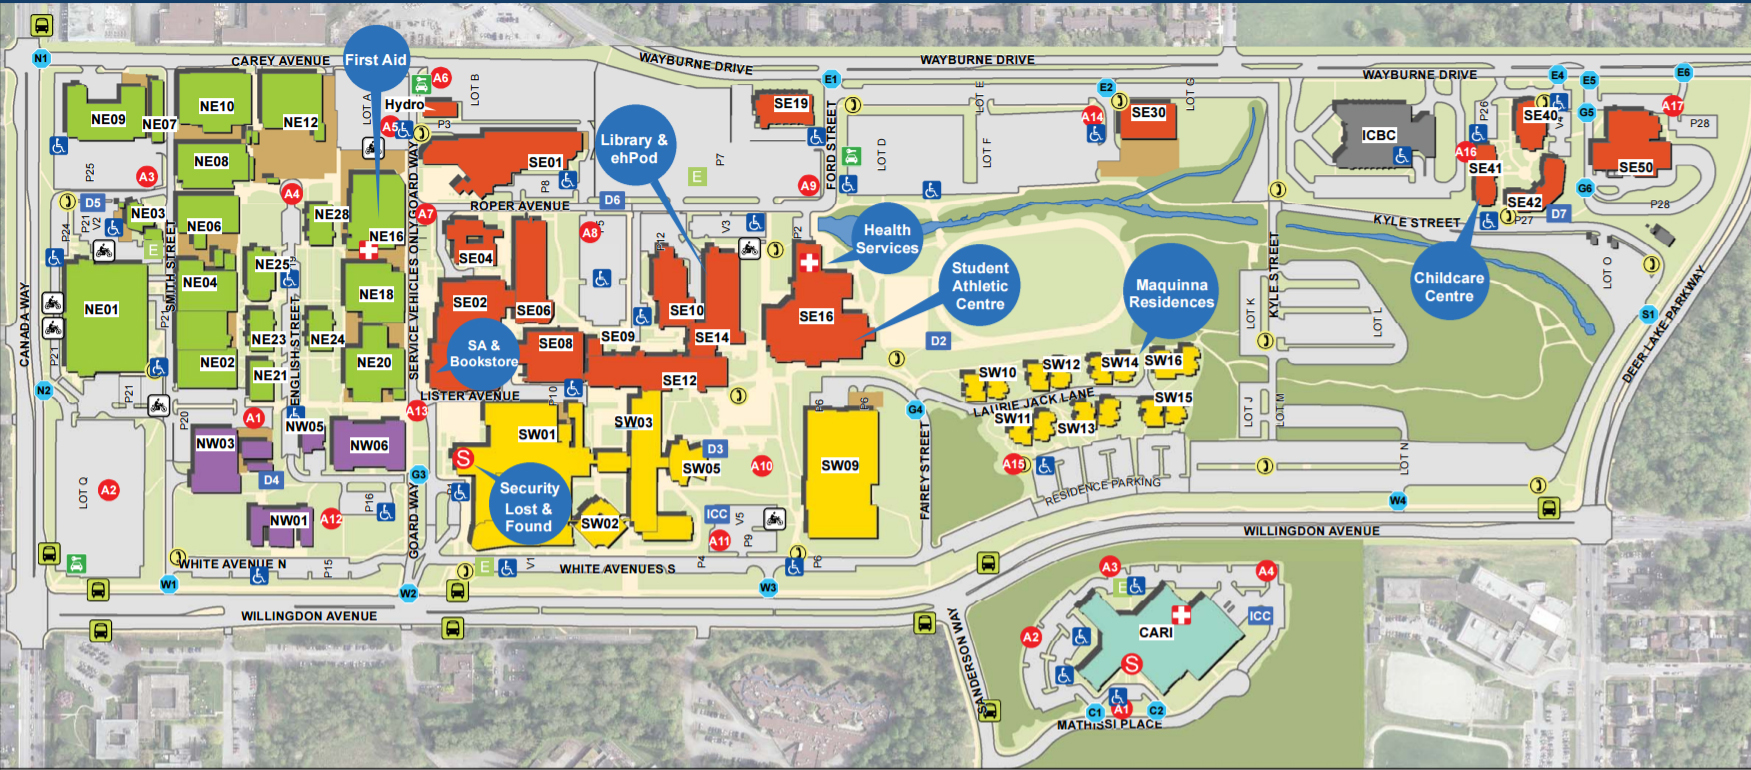 N1
CAREY AVENUE
First Aid
A6
LOT B
WAYBURNE DRIVE
WAYBURNE DRIVE
E1
E2
LOT E
LOT G
WAYBURNE DRIVE
E4
E5
E6
NE09
NE07
NE10
NE12
LOT A
Hydro
A5
P3
SE19
FORD STREET
A14
SE30
ICBC
P26
SE40
V4
G5
A17
P28
P25
A3
NE08
A4
SE01
P8
Library &
ehPod
E
P7
A9
LOT D
LOT F
A16
SE41
SE50
G6
D5
NE03
P21
V2
P24
E
SMITH STREET
NE06
NE28
NE16
GOARD WAY
SERVICE VEHICLES ONLY
A7
ROPER AVENUE
D6
SE04
A8
V3
P2
Health
Services
KYLE STREET
KYLE STREET
SE42
D7
P27
P28
NE01
NE04
NE25
NE18
SE02
SE06
SE10
SE14
SE16
Student
Athletic
Centre
Maquinna
Residences
Childcare
Centre
LOT O
S1
CANADA WAY
P21
P21
NE02
NE23
NE24
NE20
NE21
ENGLISH STREET
SA &
Bookstore
SE08
SE09
SE12
D2
LOT K
LOT L
DEER LAKE PARKWAY
N2
P21
P20
A1
NW05
LISTER AVENUE
A13
P10
P6
P6
G4
SW10
SW12
SW14
SW16
LAURIE JACK LANE
SW11
SW13
SW15
LOT J
LOT M
LOT N
NW03
NW06
SW01
SW03
S
D3
SW05
A10
SW09
FAIREY STREET
A15
RESIDENCE PARKING
LOT Q
A2
D4
G3
Security
Lost &
Found
NW01
A12
P16
GOARD WAY
SW02
ICC
V5
A11
P9
W4
WILLINGDON AVENUE
WHITE AVENUE N
P15
E
V1
WHITE AVENUES S
P4
P6
W1
W2
W3
WILLINGDON AVENUE
SANDERSON WAY
A3
E
A4
A2
CARI
ICC
S
C1
A1
C2
MATHISSI PLACE